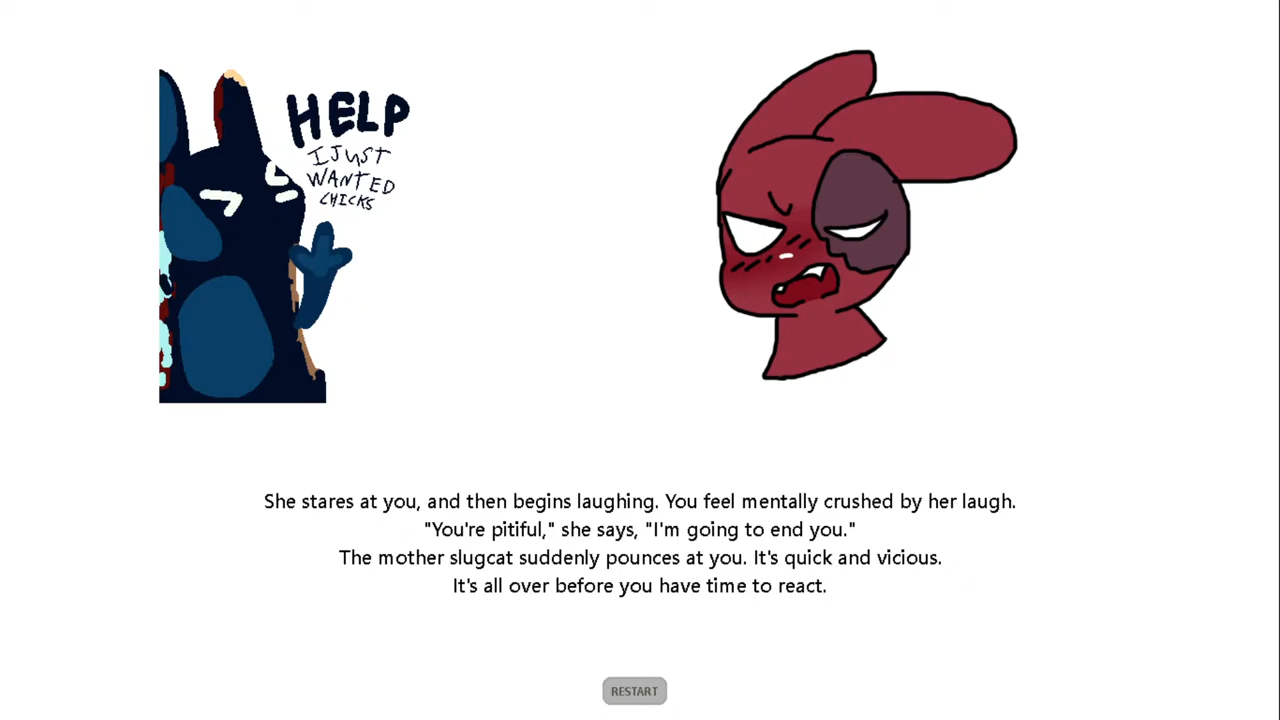 HELP
I JUST
WANTED
CHICKS
She stares at you, and then begins laughing. You feel mentally crushed by her laugh.
"You're pitiful," she says, "I'm going to end you."
The mother slugcat suddenly pounces at you. It's quick and vicious.
It's all over before you have time to react.
RESTART